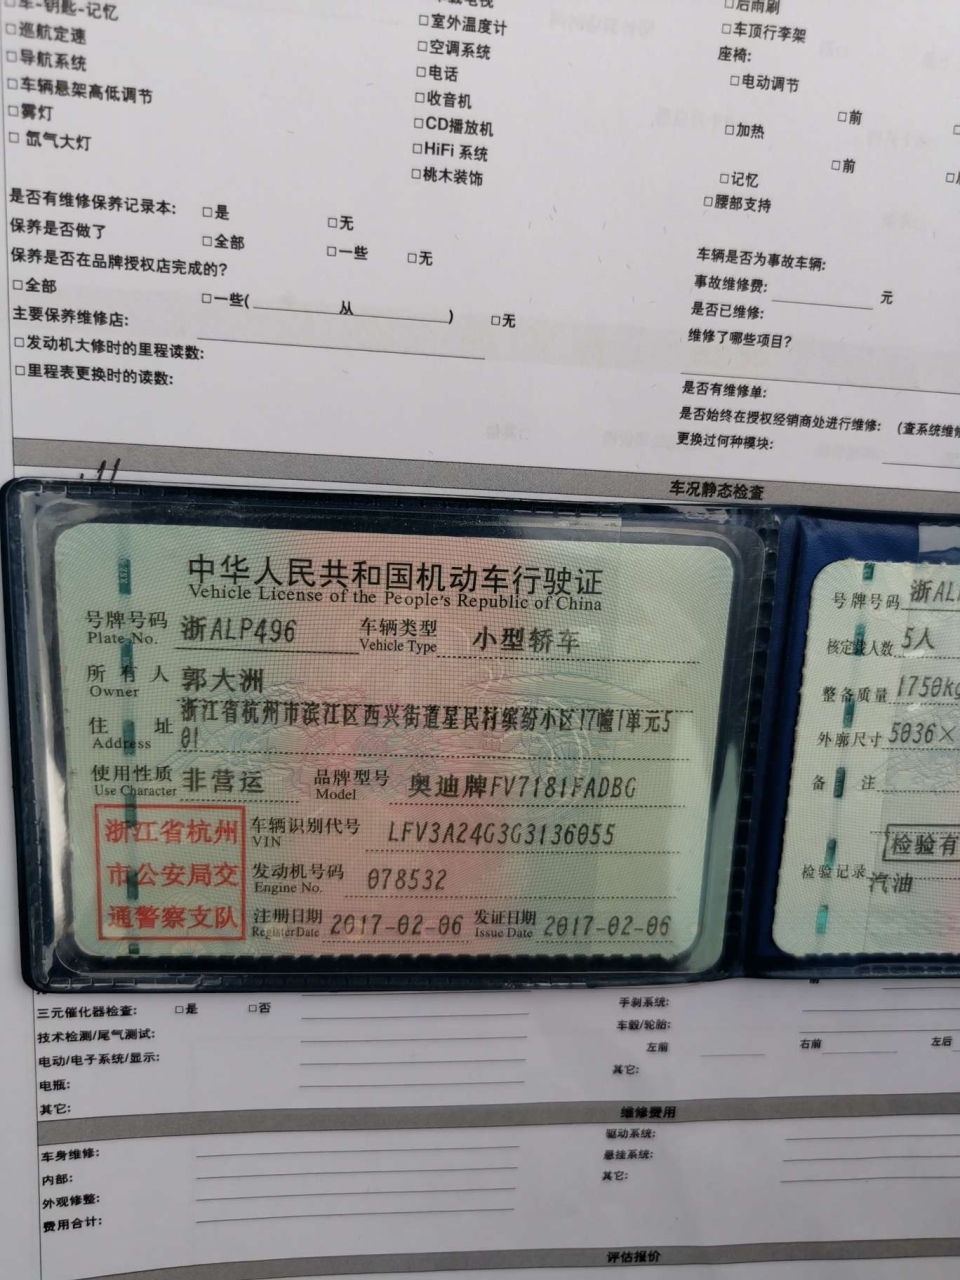 车-钥匙-记忆
□巡航定速
□导航系统
□车辆悬架高低调节
□雾灯
□ 氙气大灯
□室外温度计
□空调系统
□电话
□收音机
□CD播放机
□HiFi 系统
□桃木装饰
□后雨刷
□车顶行李架
座椅:
□电动调节
□前
□加热
□前
□记忆
□腰部支持
是否有维修保养记录本: □是 □无
保养是否做了 □全部 □一些 □无
保养是否在品牌授权店完成的?
□全部 □一些( 从 ) □无
主要保养维修店:
□发动机大修时的里程读数:
□里程表更换时的读数:
车辆是否为事故车辆:
事故维修费: 元
是否已维修:
维修了哪些项目?
是否有维修单:
是否始终在授权经销商处进行维修: (查系统维修
更换过何种模块:
车况静态检查
中华人民共和国机动车行驶证
Vehicle License of the People's Republic of China
号牌号码 浙ALP496 车辆类型 小型轿车
Plate No. Vehicle Type
所有人 郭大洲
Owner
住址 浙江省杭州市滨江区西兴街道星民村缤纷小区17幢1单元5
Address 01
使用性质 非营运 品牌型号 奥迪牌FV7181FADBG
Use Character Model
浙江省杭州
市公安局交
通警察支队
车辆识别代号 LFV3A24G3G3136055
VIN
发动机号码 078532
Engine No.
注册日期 2017-02-06 发证日期 2017-02-06
Register Date Issue Date
号牌号码 浙AL
核定载人数 5人
整备质量 1750kg
外廓尺寸 5036×
备注
检验有
检验记录
汽油
三元催化器检查: □是 □否
技术检测/尾气测试:
电动/电子系统/显示:
电瓶:
其它:
手刹系统:
车毂/轮胎:
左前 右前 左后
其它:
维修费用
车身维修:
内部:
外观修整:
费用合计:
驱动系统:
悬挂系统:
其它:
评估报价